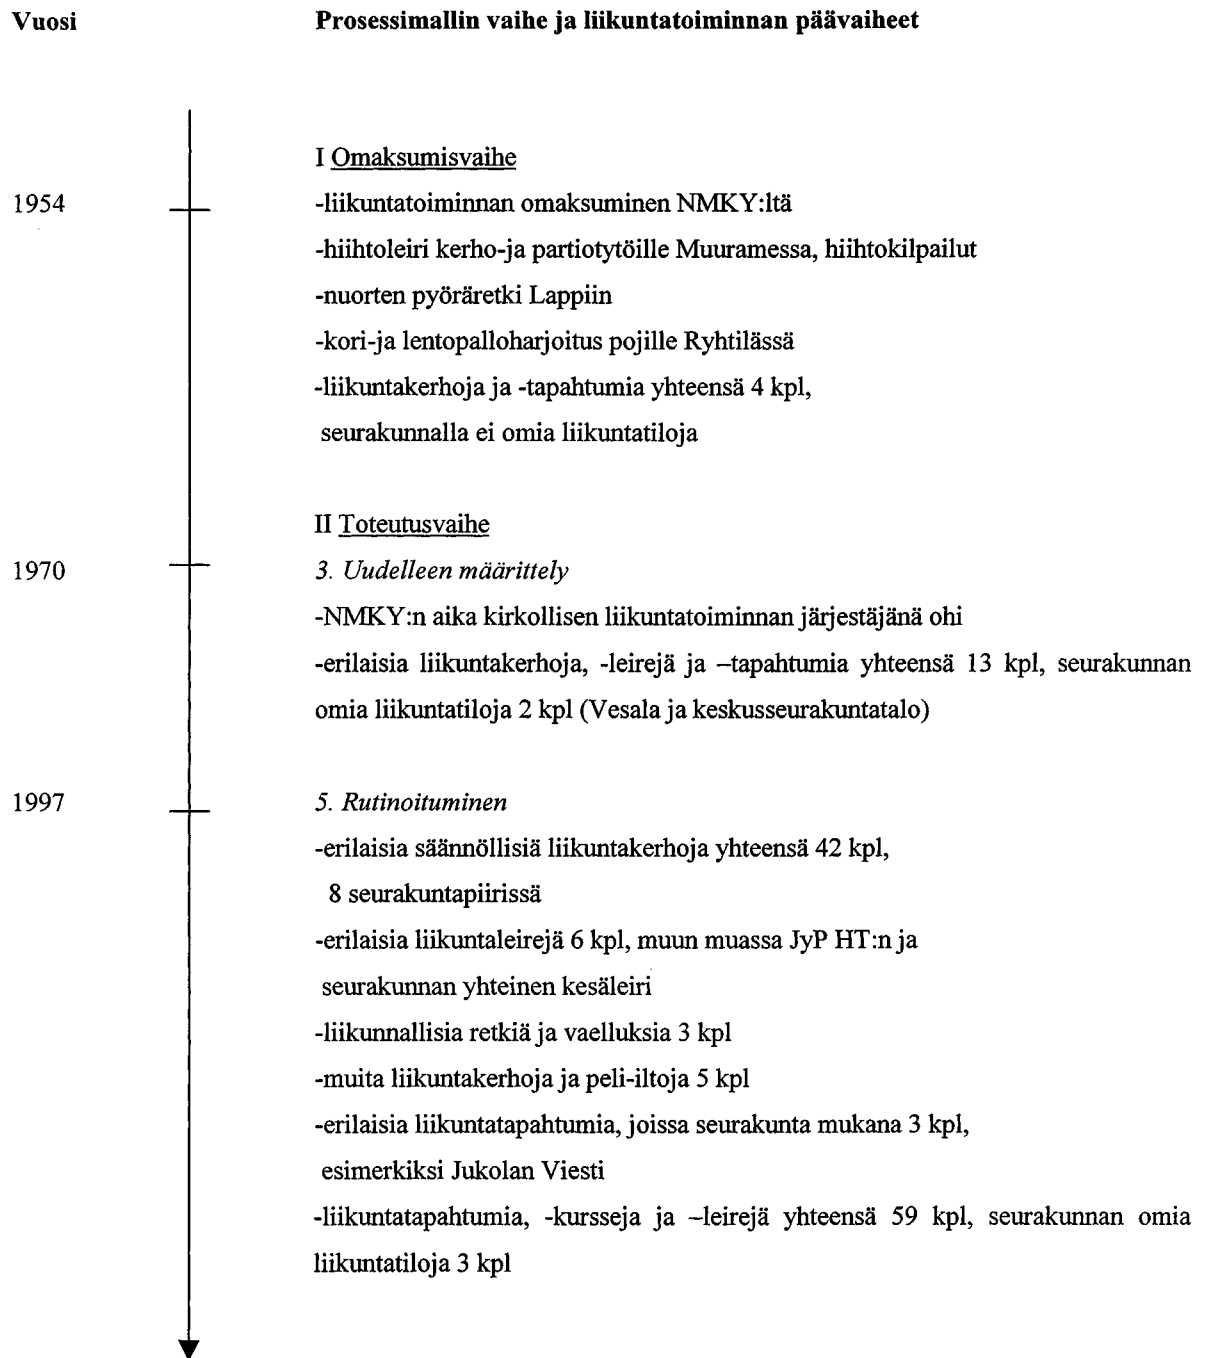 Vuosi Prosessimallin vaihe ja liikuntatoiminnan päävaiheet
I Omaksumisvaihe
1954 -liikuntatoiminnan omaksuminen NMKY:ltä
-hiihtoleiri kerho-ja partiotytöille Muuramessa, hiihtokilpailut
-nuorten pyöräretki Lappiin
-kori-ja lentopalloharjoitus pojille Ryhtilässä
-liikuntakerhoja ja -tapahtumia yhteensä 4 kpl,
seurakunnalla ei omia liikuntatiloja
II Toteutusvaihe
1970 3. Uudelleen määrittely
-NMKY:n aika kirkollisen liikuntatoiminnan järjestäjänä ohi
-erilaisia liikuntakerhoja, -leirejä ja –tapahtumia yhteensä 13 kpl, seurakunnan
omia liikuntatiloja 2 kpl (Vesala ja keskusseurakuntatalo)
1997 5. Rutinoituminen
-erilaisia säännöllisiä liikuntakerhoja yhteensä 42 kpl,
8 seurakuntapiirissä
-erilaisia liikuntaleirejä 6 kpl, muun muassa JyP HT:n ja
seurakunnan yhteinen kesäleiri
-liikunnallisia retkiä ja vaelluksia 3 kpl
-muita liikuntakerhoja ja peli-iltoja 5 kpl
-erilaisia liikuntatapahtumia, joissa seurakunta mukana 3 kpl,
esimerkiksi Jukolan Viesti
-liikuntatapahtumia, -kursseja ja –leirejä yhteensä 59 kpl, seurakunnan omia
liikuntatiloja 3 kpl